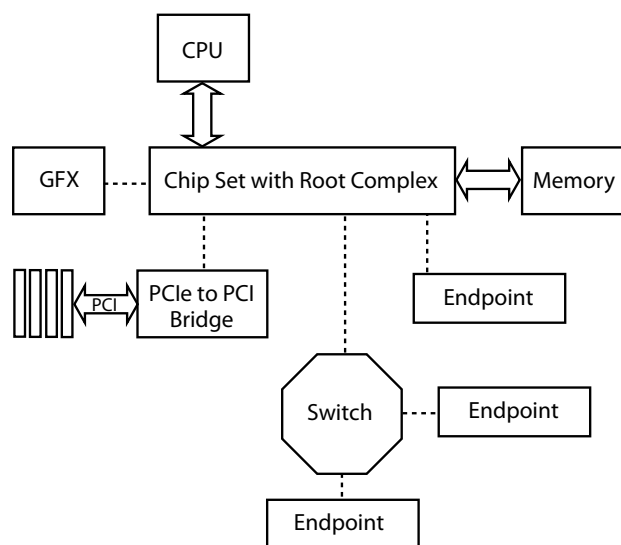 CPU
GFX
Chip Set with Root Complex
Memory
PCI
PCIe to PCI
Bridge
Endpoint
Switch
Endpoint
Endpoint